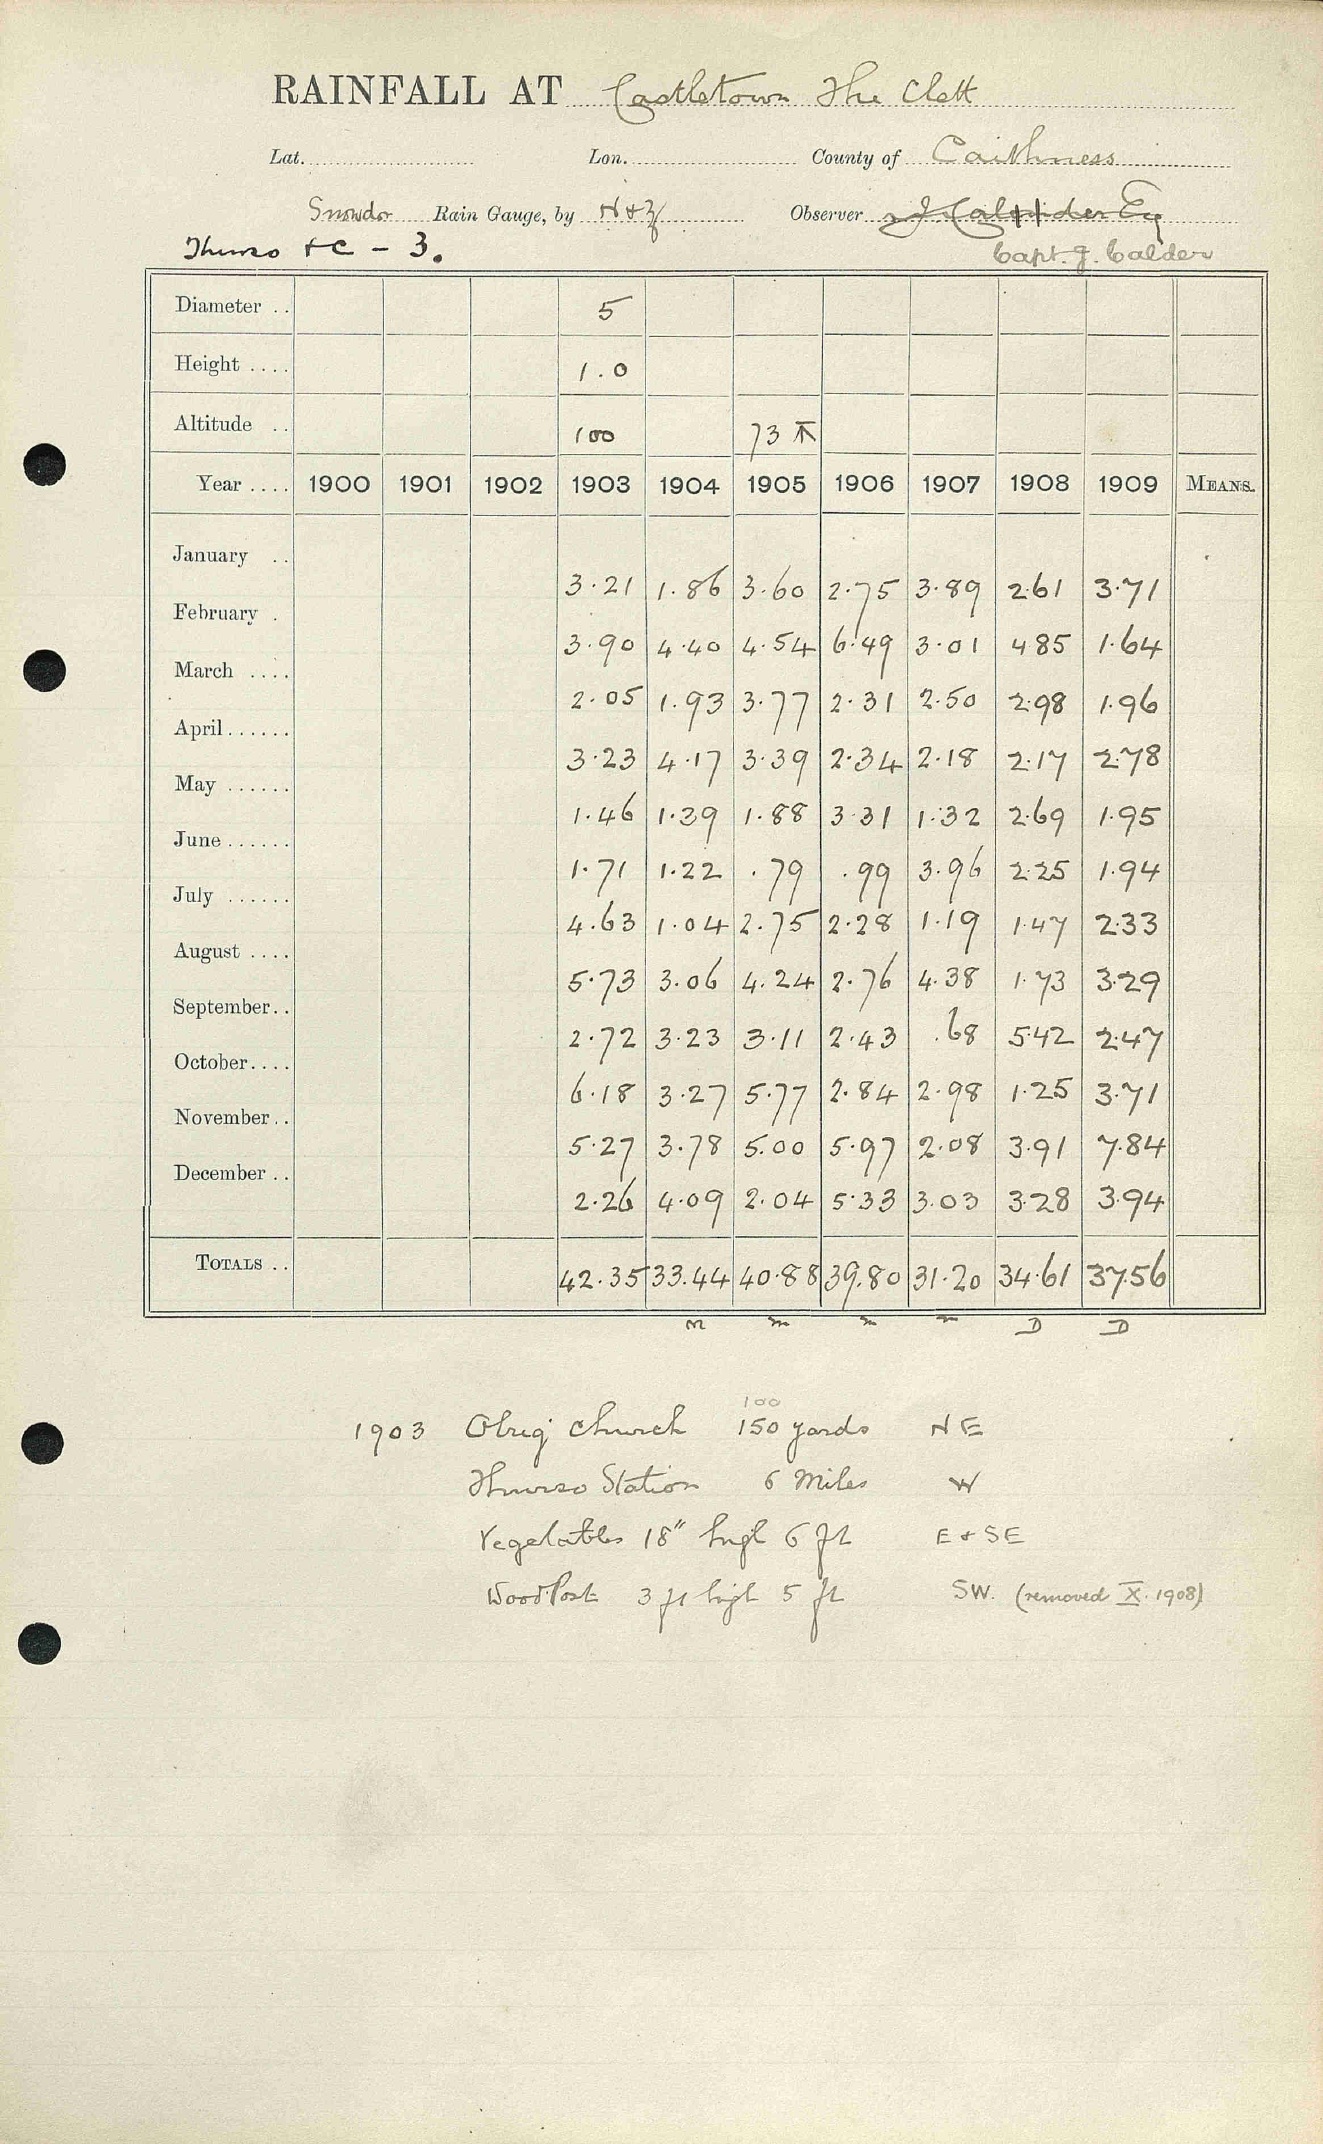 RAINFALL AT Castletown The Clett
Lat. Lon. County of Caithness
Snowdon Rain Gauge, by N+Z Observer J. Calder Esq
Thurso +c - 3. Capt. J. Calder
Diameter .. 5
Height .... 1.0
Altitude .. 100 73
Year .... 1900 1901 1902 1903 1904 1905 1906 1907 1908 1909 MEANS.
January .. 3.21 1.86 3.60 2.75 3.89 2.61 3.71
February . 3.90 4.40 4.54 6.49 3.01 485 1.64
March .... 2.05 1.93 3.77 2.31 2.50 2.98 1.96
April ...... 3.23 4.17 3.39 2.34 2.18 2.17 2.78
May ...... 1.46 1.39 1.88 3.31 1.32 2.69 1.95
June ...... 1.71 1.22 .79 .99 3.96 2.25 1.94
July ...... 4.63 1.04 2.75 2.28 1.19 1.47 2.33
August .... 5.73 3.06 4.24 2.76 4.38 1.73 3.29
September .. 2.72 3.23 3.11 2.43 .68 542 2.47
October .... 6.18 3.27 5.77 2.84 2.98 1.25 3.71
November .. 5.27 3.78 5.00 5.97 2.08 3.91 7.84
December .. 2.26 4.09 2.04 5.33 3.03 3.28 3.94
TOTALS .. 42.35 33.44 40.88 39.80 31.20 34.61 37.56
m m m m D D
100
1903 Olrig Church 150 yards NE
Thurso Station 6 Miles W
Vegetables 18" high 6 ft E + SE
Wood Post 3 ft high 5 ft SW. (removed X. 1908)